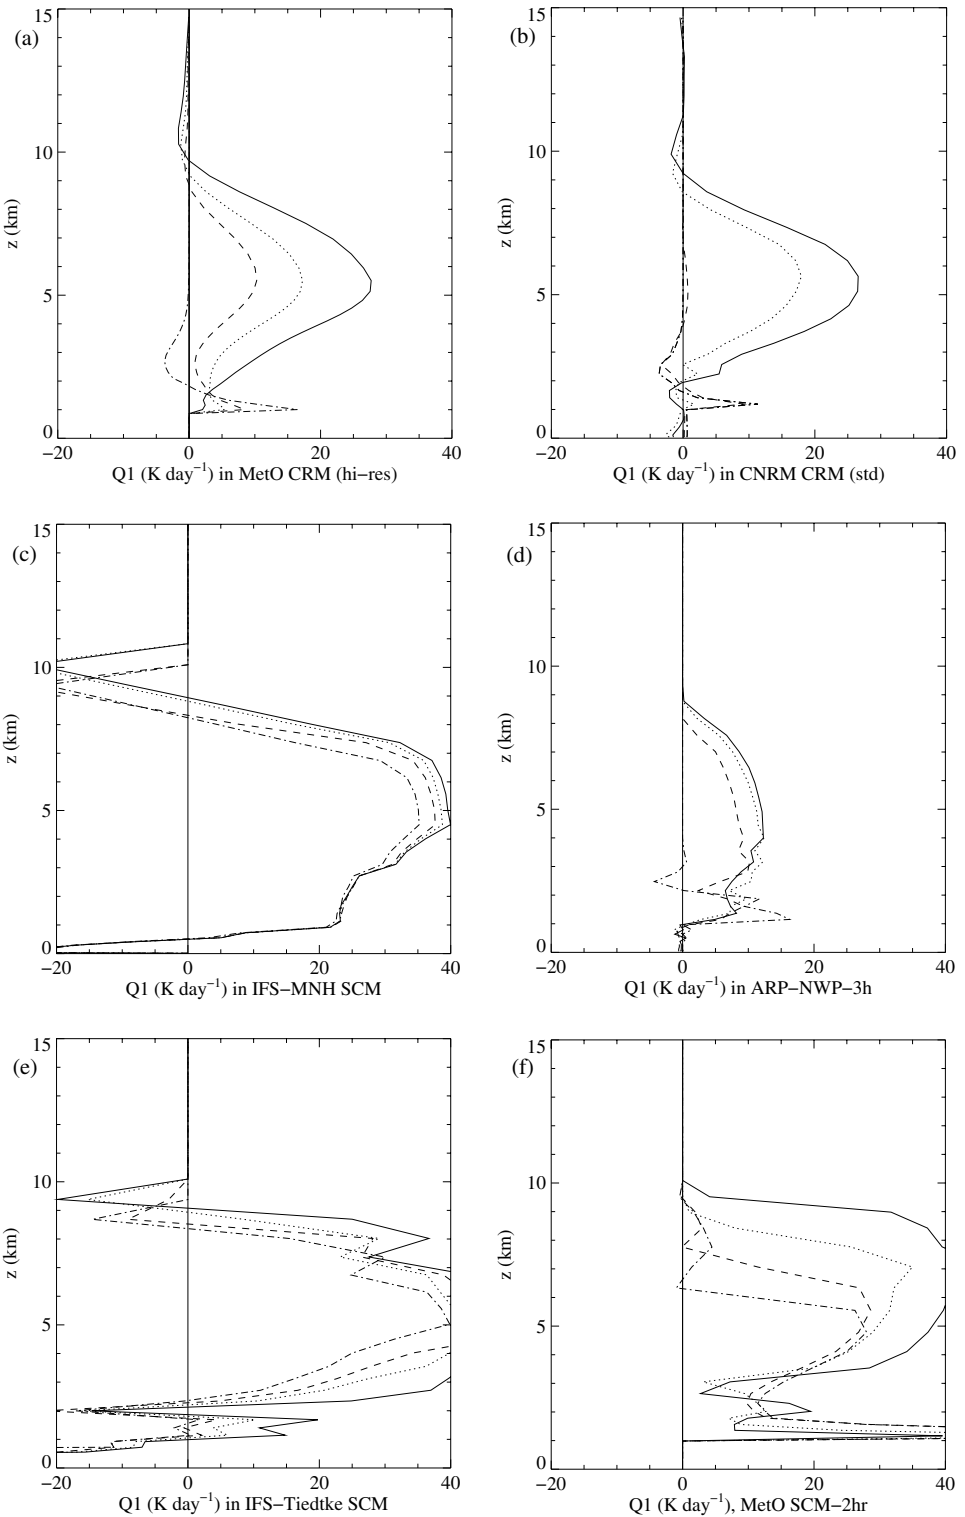 (a)
15
10
5
0
z (km)
−20 0 20 40
Q1 (K day−1) in MetO CRM (hi−res)
(b)
15
10
5
0
z (km)
−20 0 20 40
Q1 (K day−1) in CNRM CRM (std)
(c)
15
10
5
0
z (km)
−20 0 20 40
Q1 (K day−1) in IFS−MNH SCM
(d)
15
10
5
0
z (km)
−20 0 20 40
Q1 (K day−1) in ARP−NWP−3h
(e)
15
10
5
0
z (km)
−20 0 20 40
Q1 (K day−1) in IFS−Tiedtke SCM
(f)
15
10
5
0
z (km)
−20 0 20 40
Q1 (K day−1), MetO SCM−2hr